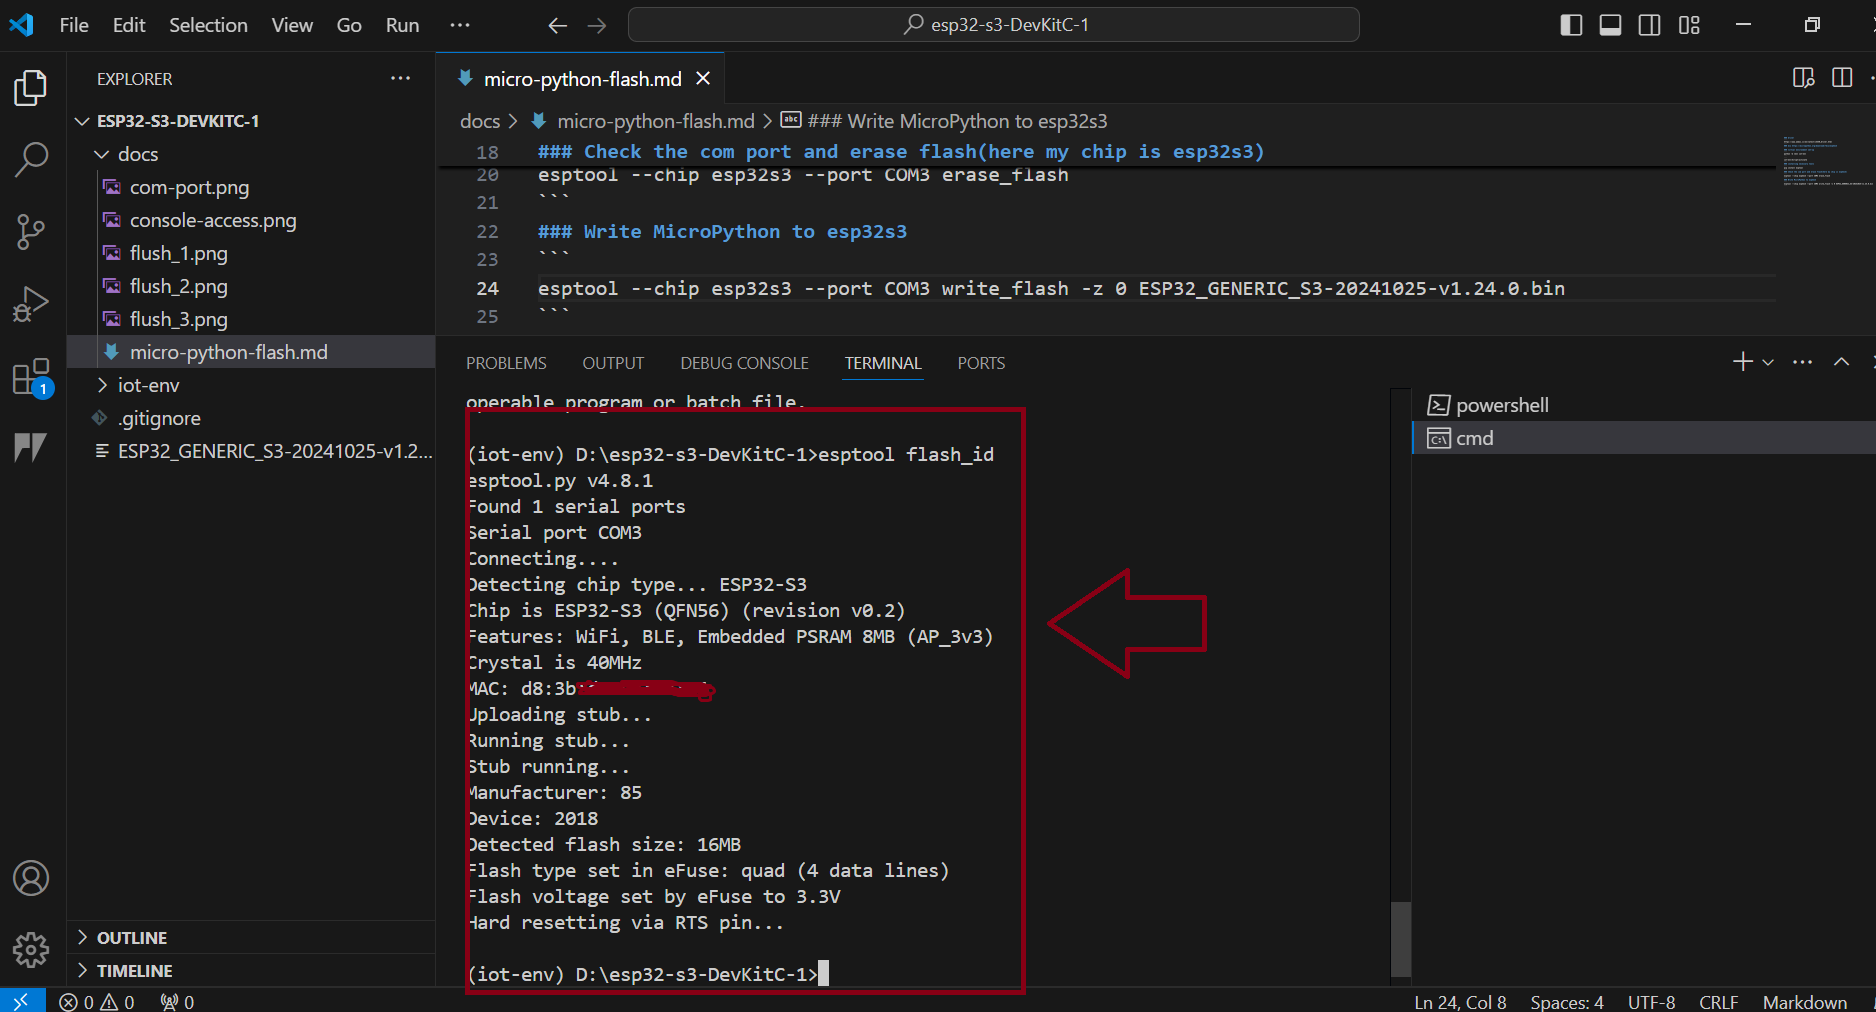 File Edit Selection View Go Run ···
esp32-s3-DevKitC-1
EXPLORER
ESP32-S3-DEVKITC-1
docs
com-port.png
console-access.png
flush_1.png
flush_2.png
flush_3.png
micro-python-flash.md
iot-env
.gitignore
ESP32_GENERIC_S3-20241025-v1.2...
OUTLINE
TIMELINE
1
micro-python-flash.md
docs > micro-python-flash.md > ### Write MicroPython to esp32s3
18 ### Check the com port and erase flash(here my chip is esp32s3)
20 esptool --chip esp32s3 --port COM3 erase_flash
21 ```
22 ### Write MicroPython to esp32s3
23 ```
24 esptool --chip esp32s3 --port COM3 write_flash -z 0 ESP32_GENERIC_S3-20241025-v1.24.0.bin
25 ```
PROBLEMS OUTPUT DEBUG CONSOLE TERMINAL PORTS
operable program or batch file.
(iot-env) D:\esp32-s3-DevKitC-1>esptool flash_id
esptool.py v4.8.1
Found 1 serial ports
Serial port COM3
Connecting....
Detecting chip type... ESP32-S3
Chip is ESP32-S3 (QFN56) (revision v0.2)
Features: WiFi, BLE, Embedded PSRAM 8MB (AP_3v3)
Crystal is 40MHz
MAC: d8:3b
Uploading stub...
Running stub...
Stub running...
Manufacturer: 85
Device: 2018
Detected flash size: 16MB
Flash type set in eFuse: quad (4 data lines)
Flash voltage set by eFuse to 3.3V
Hard resetting via RTS pin...
(iot-env) D:\esp32-s3-DevKitC-1>
powershell
cmd
0 0 0
Ln 24, Col 8 Spaces: 4 UTF-8 CRLF Markdown